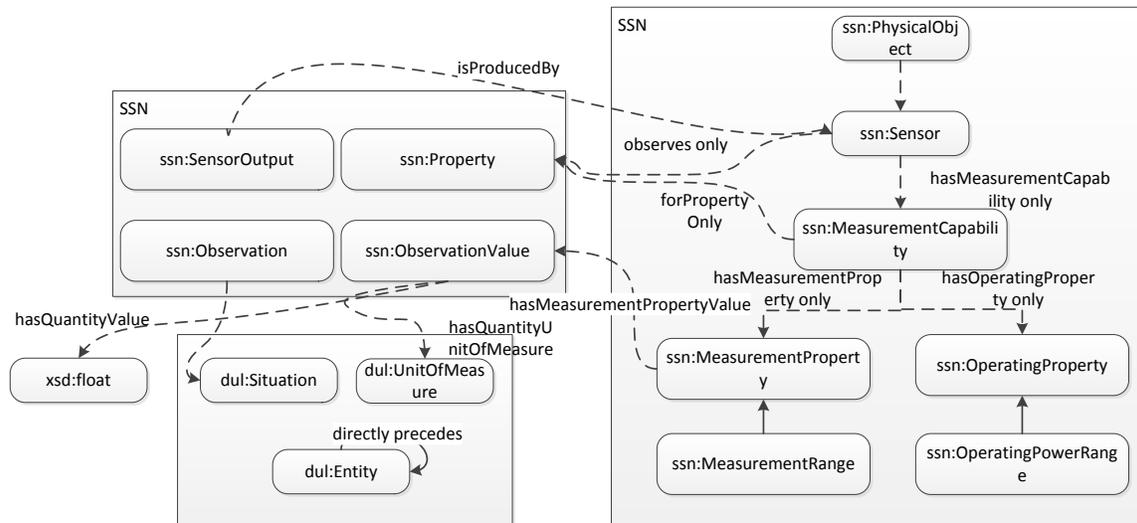 SSN
ssn:PhysicalObj
ect
isProducedBy
SSN
ssn:SensorOutput
ssn:Property
observes only
ssn:Sensor
hasMeasurementCapab
ility only
forProperty
Only
ssn:MeasurementCapabili
ty
ssn:Observation
ssn:ObservationValue
hasMeasurementProp
erty only
hasOperatingProper
ty only
hasMeasurementPropertyValue
hasQuantityValue
hasQuantityU
nitOfMeasure
xsd:float
dul:Situation
dul:UnitOfMeas
ure
ssn:MeasurementPropert
y
ssn:OperatingProperty
directly precedes
dul:Entity
ssn:MeasurementRange
ssn:OperatingPowerRang
e